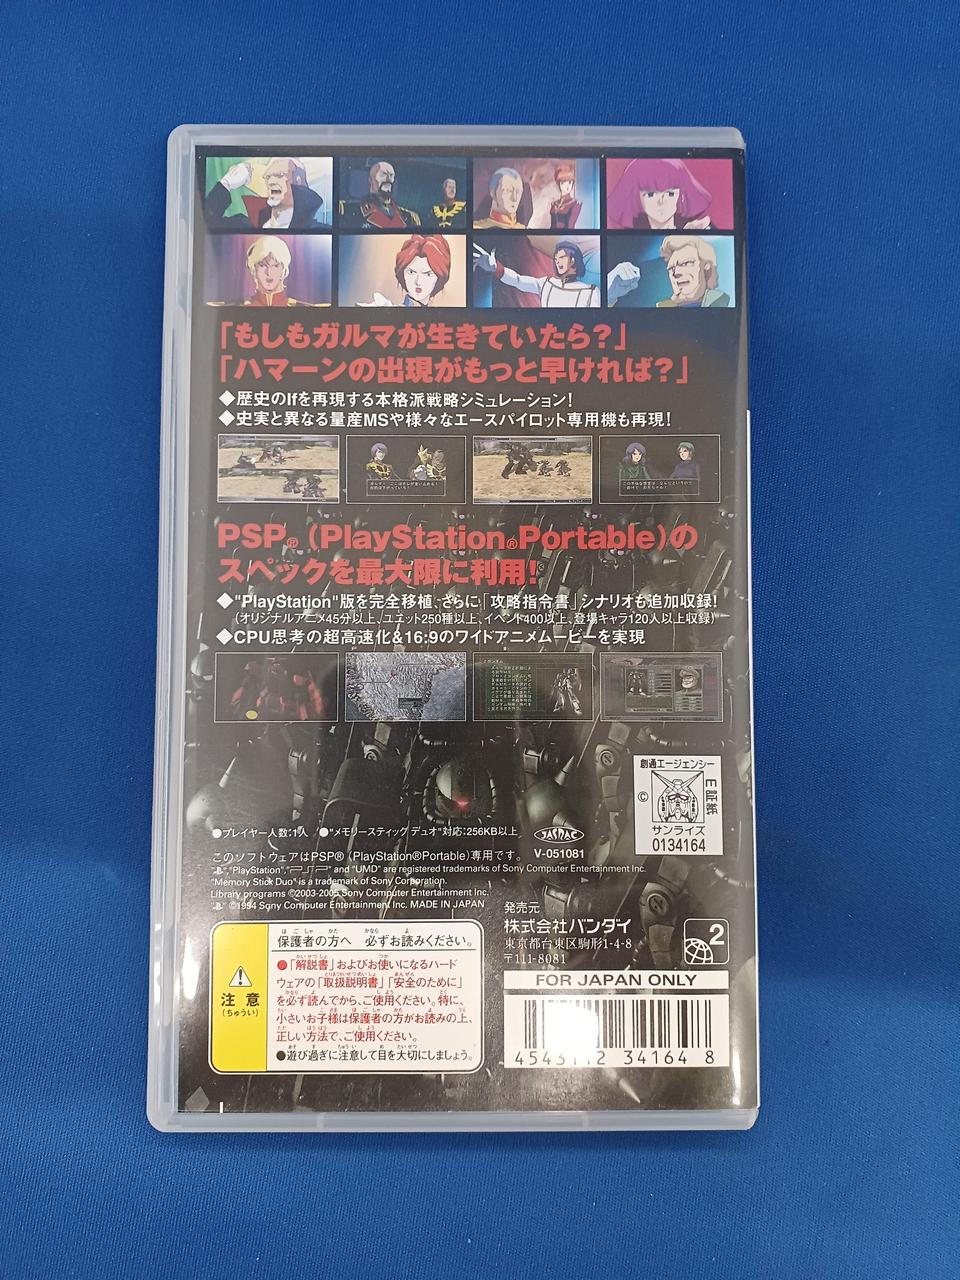 「もしもガルマが生きていたら?」
「ハマーンの出現がもっと早ければ?」
◆歴史のIfを再現する本格派戦略シミュレーション!
◆史実と異なる量産MSや様々なエースパイロット専用機も再現!
PSP®(PlayStation®Portable)の
スペックを最大限に利用!
◆"PlayStation"版を完全移植、さらに「攻略指令書」シナリオも追加収録!
(オリジナルアニメ45分以上、ユニット250種以上、イベント400以上、登場キャラ120人以上収録)
◆CPU思考の超高速化&16:9のワイドアニメムービーを実現
創通エージェンシー
©
E証紙
サンライズ
0134164
●プレイヤー人数:1人 ●"メモリースティック デュオ"対応:256KB以上
JASRAC
V-051081
このソフトウェアはPSP®(PlayStation®Portable)専用です。
"PlayStation", "PSP" and "UMD" are registered trademarks of Sony Computer Entertainment Inc.
"Memory Stick Duo" is a trademark of Sony Corporation.
Library programs ©2003-2005 Sony Computer Entertainment Inc.
©1994 Sony Computer Entertainment Inc. MADE IN JAPAN
発売元
株式会社バンダイ
東京都台東区駒形1-4-8
〒111-8081
2
注意
(ちゅうい)
保護者の方へ 必ずお読みください。
●「解説書」およびお使いになるハード
ウェアの「取扱説明書」「安全のために」
を必ず読んでから、ご使用ください。特に、
小さいお子様は保護者の方がお読みの上、
正しい方法で、ご使用ください。
●遊び過ぎに注意して目を大切にしましょう。
FOR JAPAN ONLY
4543112 34164 8